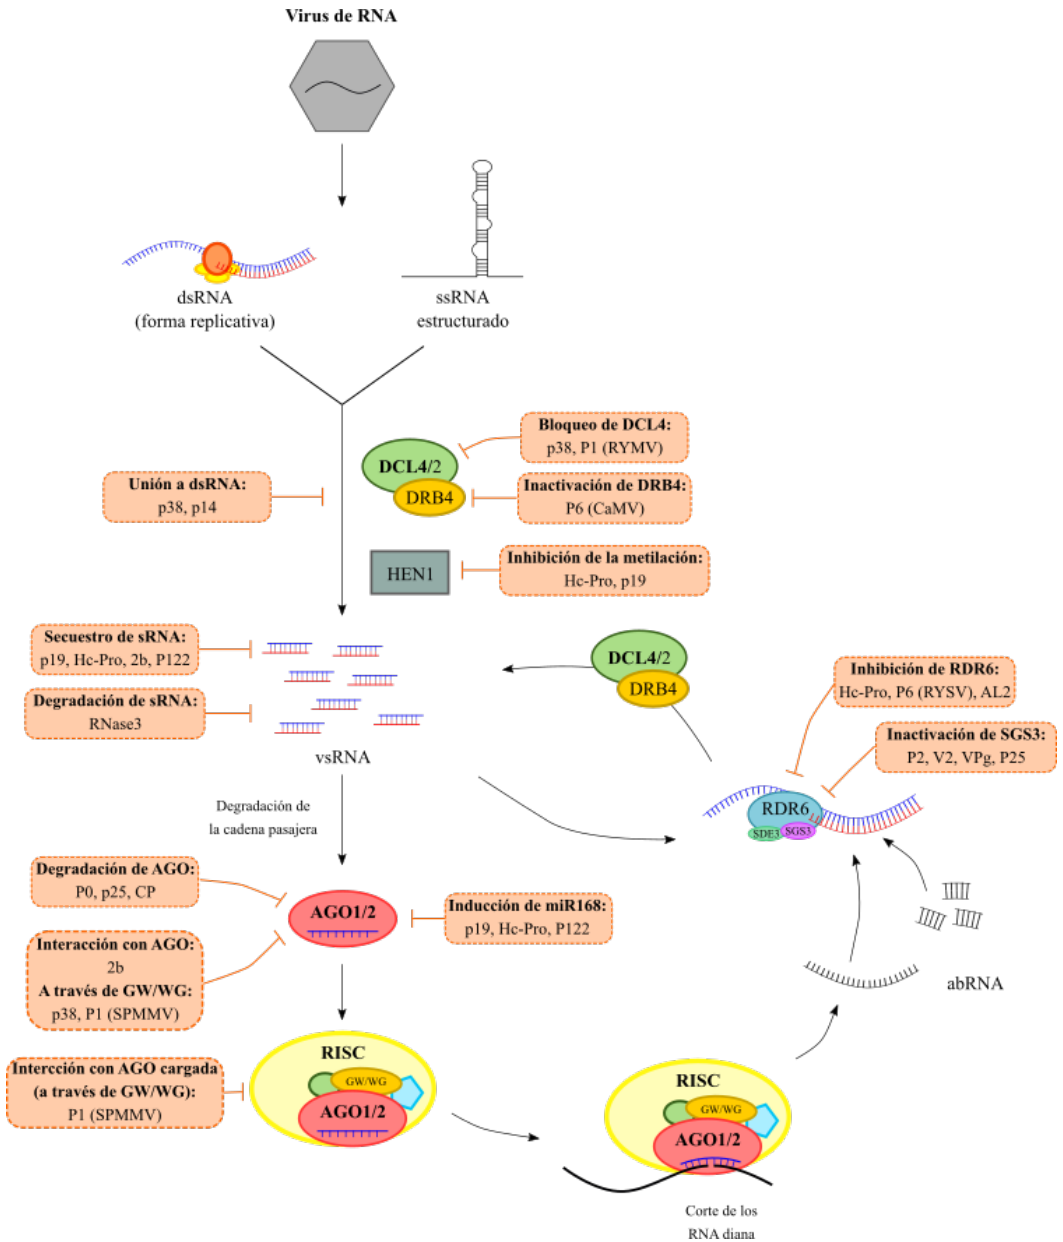 Virus de RNA
dsRNA
(forma replicativa)
ssRNA
estructurado
Bloqueo de DCL4:
p38, P1 (RYMV)
DCL4/2
DRB4
Unión a dsRNA:
p38, p14
Inactivación de DRB4:
P6 (CaMV)
HEN1
Inhibición de la metilación:
Hc-Pro, p19
Secuestro de sRNA:
p19, Hc-Pro, 2b, P122
Degradación de sRNA:
RNase3
vsRNA
DCL4/2
DRB4
Inhibición de RDR6:
Hc-Pro, P6 (RYSV), AL2
Inactivación de SGS3:
P2, V2, VPg, P25
RDR6
SDE3
SGS3
Degradación de
la cadena pasajera
Degradación de AGO:
P0, p25, CP
AGO1/2
Inducción de miR168:
p19, Hc-Pro, P122
Interacción con AGO:
2b
A través de GW/WG:
p38, P1 (SPMMV)
abRNA
Intercción con AGO cargada
(a través de GW/WG):
P1 (SPMMV)
RISC
GW/WG
AGO1/2
RISC
GW/WG
AGO1/2
Corte de los
RNA diana